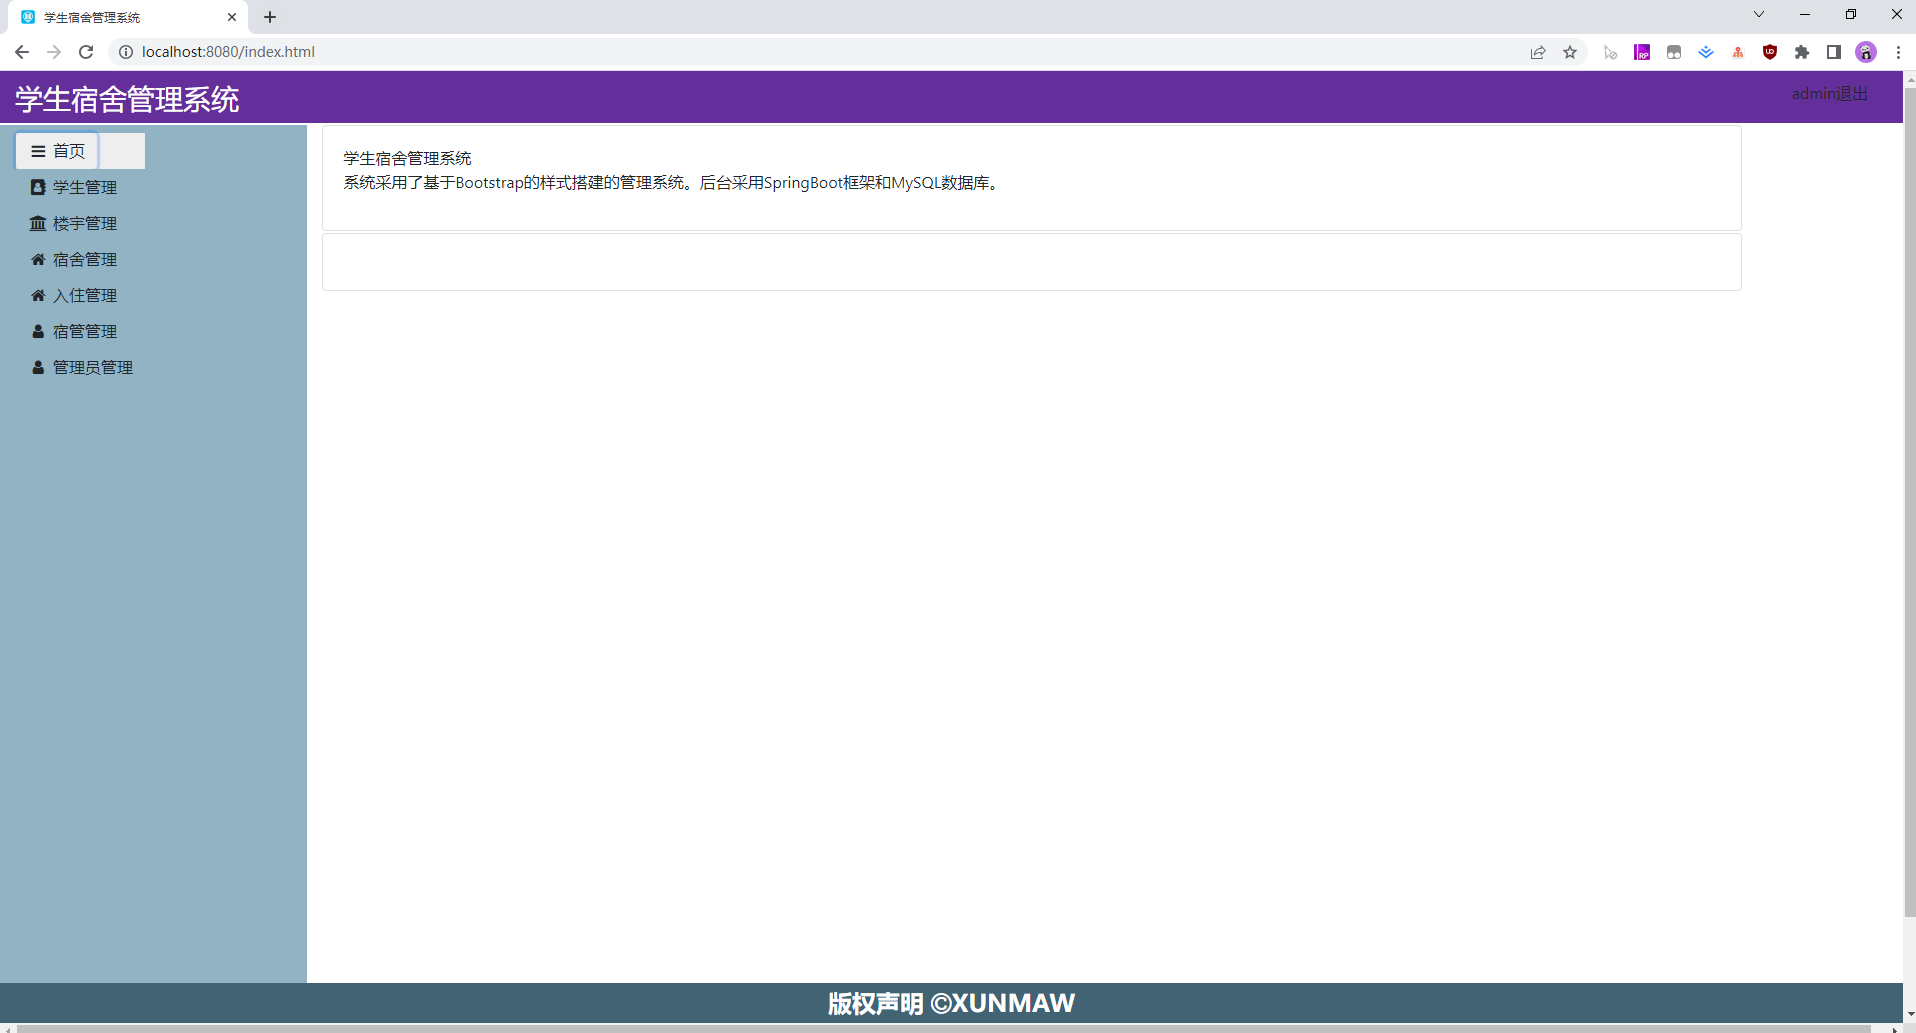 学生宿舍管理系统
localhost:8080/index.html
学生宿舍管理系统
admin退出
首页
学生管理
楼宇管理
宿舍管理
入住管理
宿管管理
管理员管理
学生宿舍管理系统
系统采用了基于Bootstrap的样式搭建的管理系统。后台采用SpringBoot框架和MySQL数据库。
版权声明 ©XUNMAW